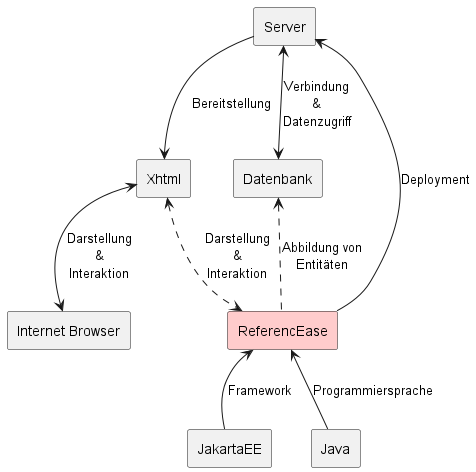 Server
Bereitstellung
Verbindung
&
Datenzugriff
Xhtml
Datenbank
Deployment
Darstellung
&
Interaktion
Darstellung
&
Interaktion
Abbildung von
Entitäten
Internet Browser
ReferencEase
Framework
Programmiersprache
JakartaEE
Java